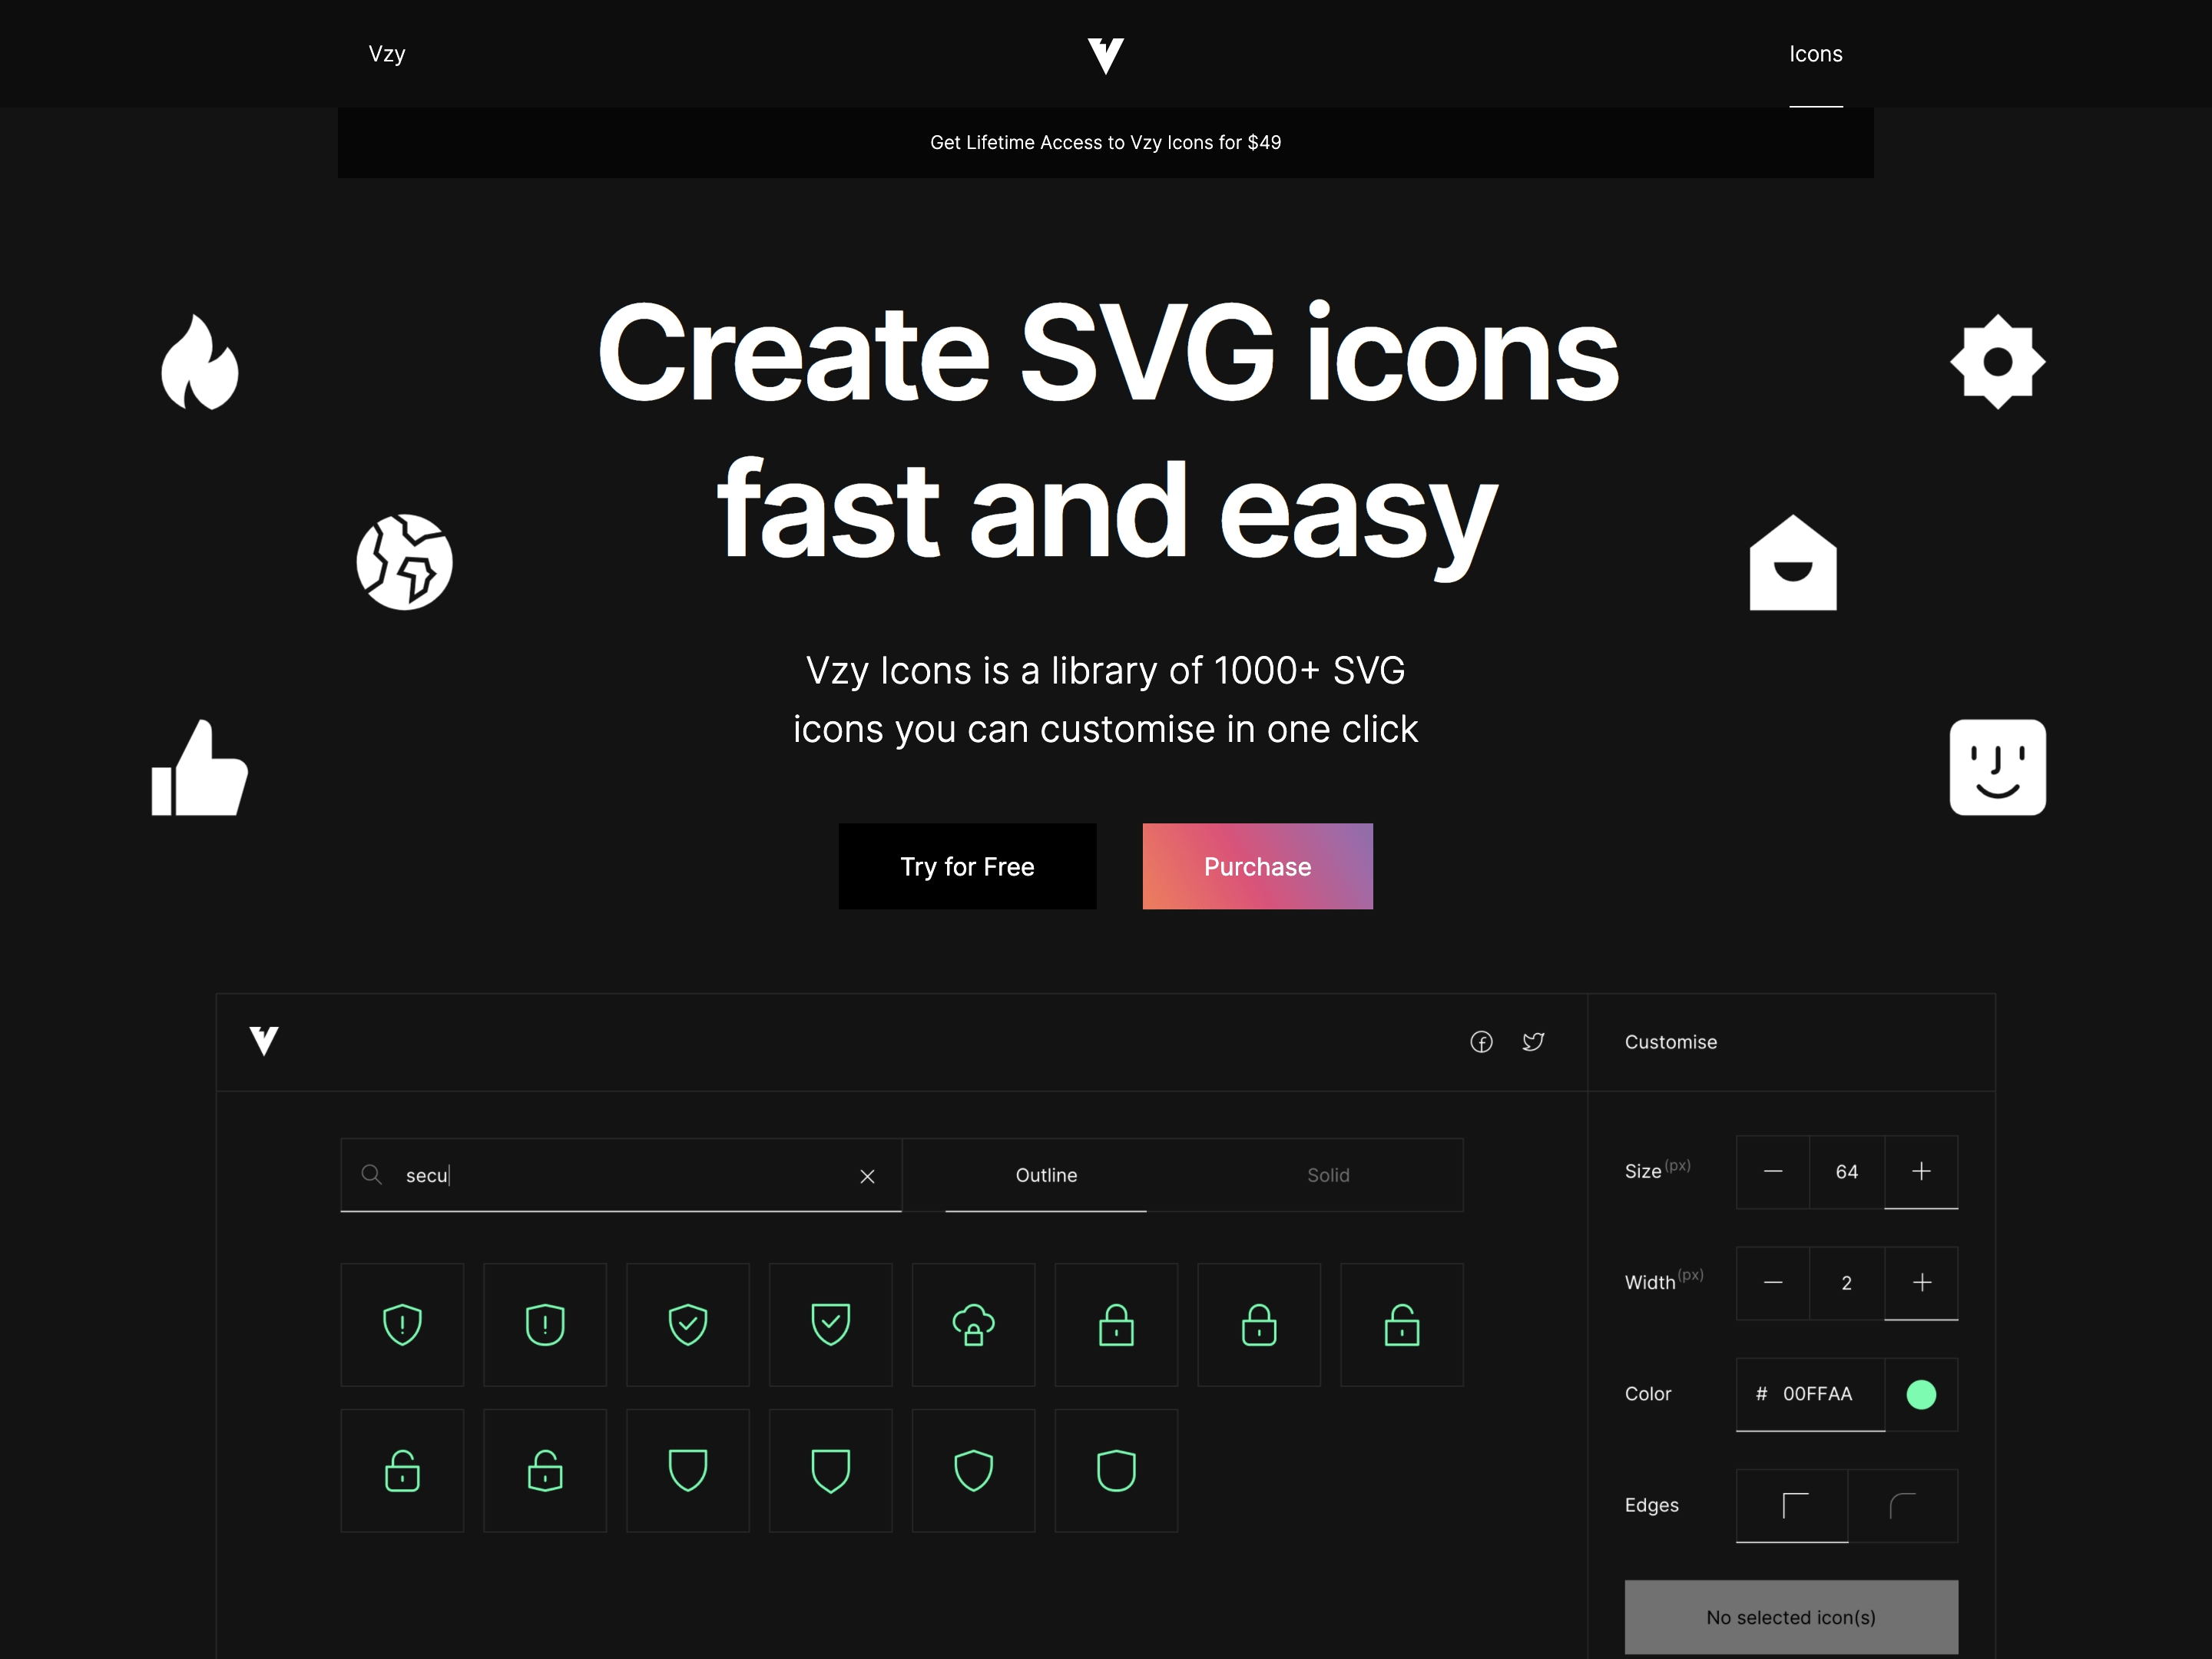 Vzy
Icons
Get Lifetime Access to Vzy Icons for $49
Create SVG icons
fast and easy
Vzy Icons is a library of 1000+ SVG
icons you can customise in one click
Try for Free
Purchase
Customise
secu
Outline
Solid
Size (px)
64
Width (px)
2
Color
# 00FFAA
Edges
No selected icon(s)